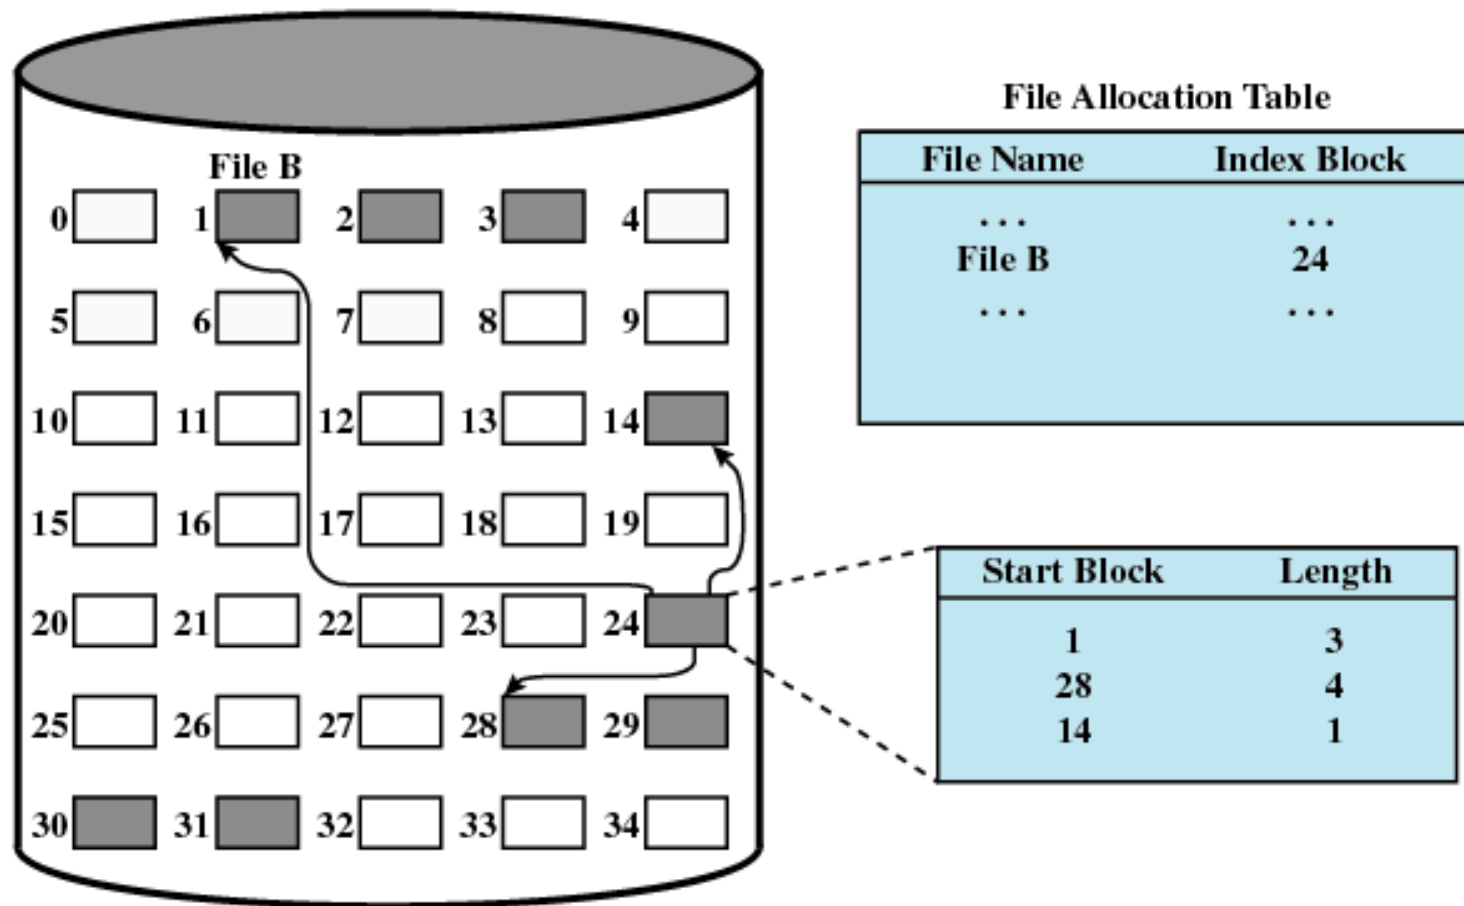 File B
0 1 2 3 4
5 6 7 8 9
10 11 12 13 14
15 16 17 18 19
20 21 22 23 24
25 26 27 28 29
30 31 32 33 34
File Allocation Table
File Name Index Block
... ...
File B 24
... ...
Start Block Length
1 3
28 4
14 1